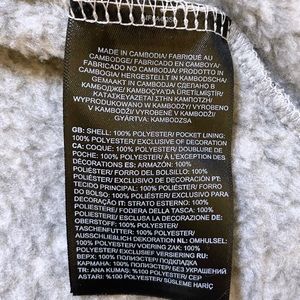 MADE IN CAMBODIA/ FABRIQUÉ AU
CAMBODGE/ FABRICADO EN CAMBOYA/
FABRICADO NO CAMBODJA/ PRODOTTO IN
CAMBOGIA/ HERGESTELLT IN KAMBODSCHA/
GEMAAKT IN CAMBODJA/ СДЕЛАНО В
КАМБОДЖЕ/ KAMBOÇYA'DA ÜRETİLMİŞTİR/
ΚΑΤΑΣΚΕΥΑΖΕΤΑΙ ΣΤΗΝ ΚΑΜΠΟΤΖΗ/
WYPRODUKOWANO W KAMBODŻY/ VYROBENO
V KAMBODŽI/ VYROBENÉ V KAMBODŽI/
GYÁRTVA: KAMBODZSA
GB: SHELL: 100% POLYESTER/ POCKET LINING:
100% POLYESTER/ EXCLUSIVE OF DECORATION
CA: COQUE: 100% POLYESTER/ DOUBLURE DE
POCHE: 100% POLYESTER/ À L'EXCEPTION DES
DÉCORATIONS ES: ARMAZÓN: 100%
POLIÉSTER/ FORRO DEL BOLSILLO: 100%
POLIÉSTER/ EXCLUSIVO DE DECORACIÓN PT:
TECIDO PRINCIPAL: 100% POLIÉSTER/ FORRO
DO BOLSO: 100% POLIÉSTER/ EXCLUSIVO DA
DECORAÇÃO IT: STRATO ESTERNO: 100%
POLIESTERE/ FODERA DELLA TASCA: 100%
POLIESTERE/ ESCLUSA LA DECORAZIONE DE:
OBERSTOFF: 100% POLYESTER/
TASCHENFUTTER: 100% POLYESTER/
AUSSCHLIESSLICH DEKORATION NL: OMHULSEL:
100% POLYESTER/ VOERING ZAK: 100%
POLYESTER/ EXCLUSIEF VERSIERING RU:
ВЕРХ: 100% ПОЛИЭСТЕР/ ПОДКЛАДКА
КАРМАНА: 100% ПОЛИЭСТЕР/ БЕЗ УКРАШЕНИЙ
TR: ANA KUMAŞ: %100 POLYESTER/ CEP
ASTARI: %100 POLYESTER/ SÜSLEME HARİÇ